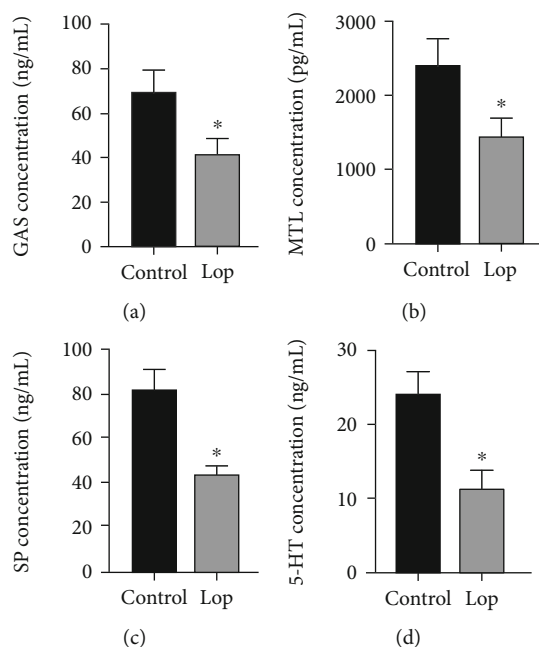 GAS concentration (ng/mL)
100
80
60
40
20
0
*
Control Lop
(a)
MTL concentration (pg/mL)
3000
2000
1000
0
*
Control Lop
(b)
SP concentration (ng/mL)
100
80
60
40
20
0
*
Control Lop
(c)
5-HT concentration (ng/mL)
30
20
10
0
*
Control Lop
(d)